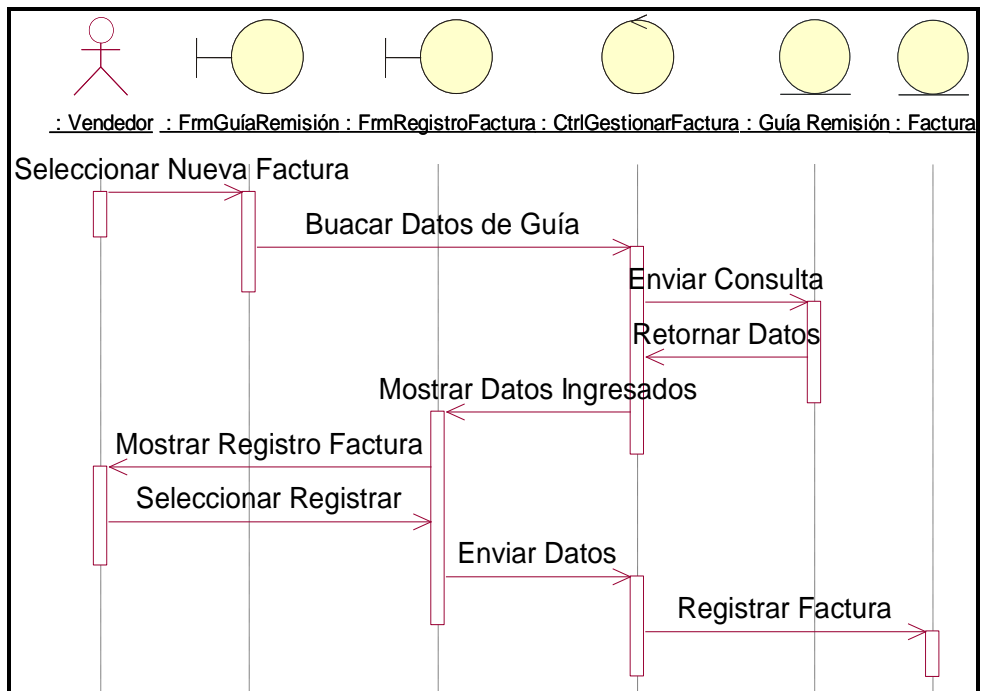 : Vendedor : FrmGuíaRemisión : FrmRegistroFactura : CtrlGestionarFactura : Guía Remisión : Factura
Seleccionar Nueva Factura
Buacar Datos de Guía
Enviar Consulta
Retornar Datos
Mostrar Datos Ingresados
Mostrar Registro Factura
Seleccionar Registrar
Enviar Datos
Registrar Factura